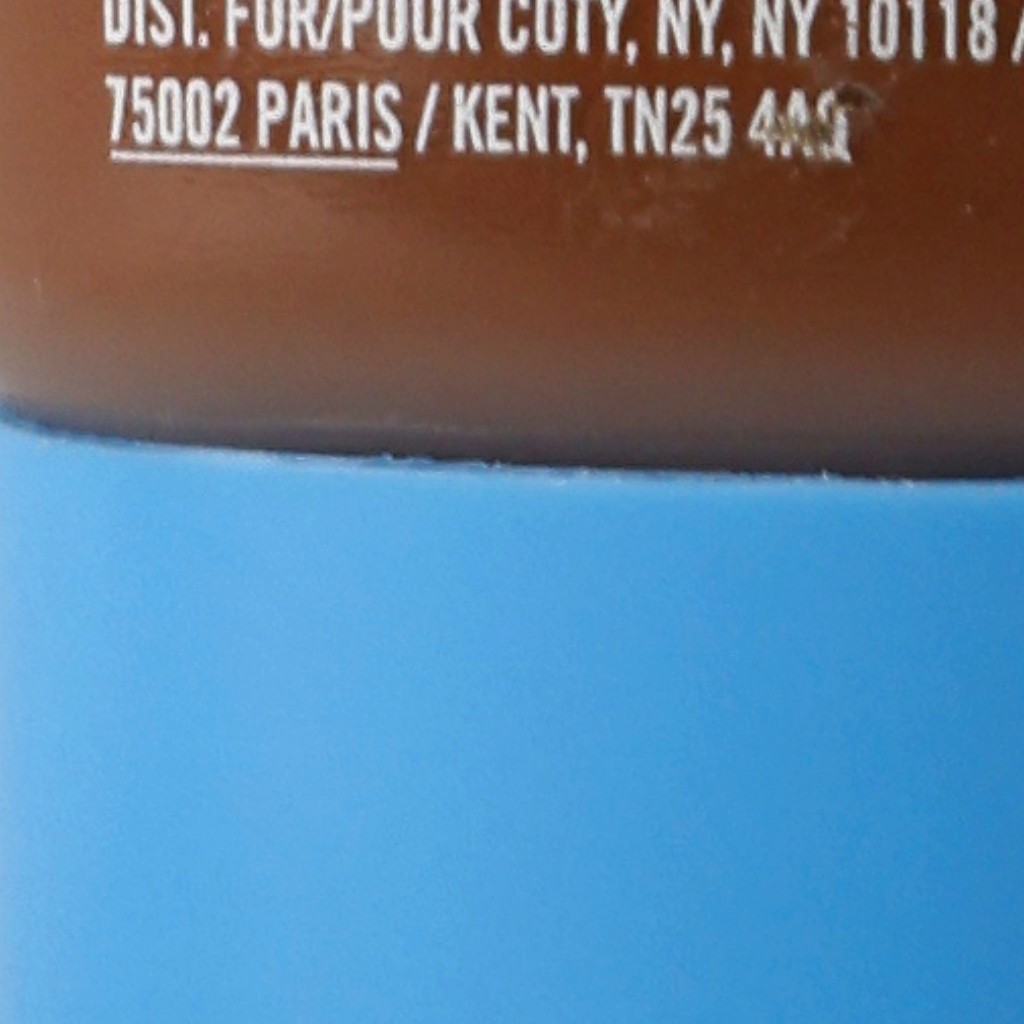 DIST. FOR/POUR COTY, NY, NY 10118 /
75002 PARIS / KENT, TN25